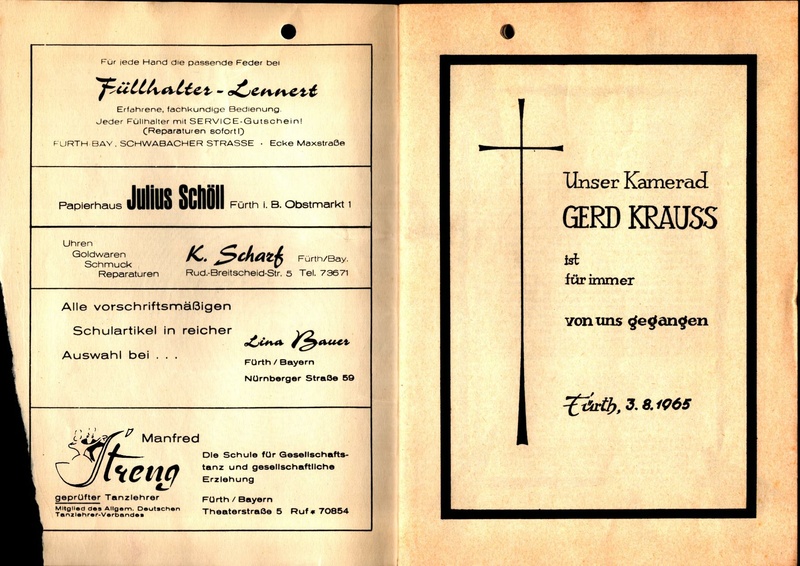 Für jede Hand die passende Feder bei
Füllhalter-Lennert
Erfahrene, fachkundige Bedienung.
Jeder Füllhalter mit SERVICE-Gutschein!
(Reparaturen sofort!)
FÜRTH BAY., SCHWABACHER STRASSE · Ecke Maxstraße
Papierhaus Julius Schöll Fürth i. B. Obstmarkt 1
Uhren
Goldwaren
Schmuck
Reparaturen
K. Scharf Fürth/Bay.
Rud.-Breitscheid-Str. 5 Tel. 73671
Alle vorschriftsmäßigen
Schulartikel in reicher
Auswahl bei . . .
Lina Bauer
Fürth / Bayern
Nürnberger Straße 59
Manfred
Streng
geprüfter Tanzlehrer
Mitglied des Allgem. Deutschen
Tanzlehrer-Verbandes
Die Schule für Gesellschafts-
tanz und gesellschaftliche
Erziehung
Fürth / Bayern
Theaterstraße 5 Ruf 70854
Unser Kamerad
GERD KRAUSS
ist
für immer
von uns gegangen
Fürth, 3.8.1965